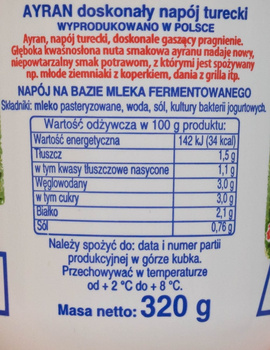 AYRAN doskonały napój turecki
WYPRODUKOWANO W POLSCE
Ayran, napój turecki, doskonale gaszący pragnienie.
Głęboka kwaśnosłona nuta smakowa ayranu nadaje nowy,
niepowtarzalny smak potrawom, z którymi jest spożywany
np. młode ziemniaki z koperkiem, dania z grilla itp.
NAPÓJ NA BAZIE MLEKA FERMENTOWANEGO
Składniki: mleko pasteryzowane, woda, sól, kultury bakterii jogurtowych.
Wartość odżywcza w 100 g produktu:
Wartość energetyczna 142 kJ (34 kcal)
Tłuszcz 1,5 g
w tym kwasy tłuszczowe nasycone 1,1 g
Węglowodany 3,0 g
w tym cukry 3,0 g
Białko 2,1 g
Sól 0,76 g
Należy spożyć do: data i numer partii
produkcyjnej w górze kubka.
Przechowywać w temperaturze
od + 2 °C do + 8 °C.
Masa netto: 320 g